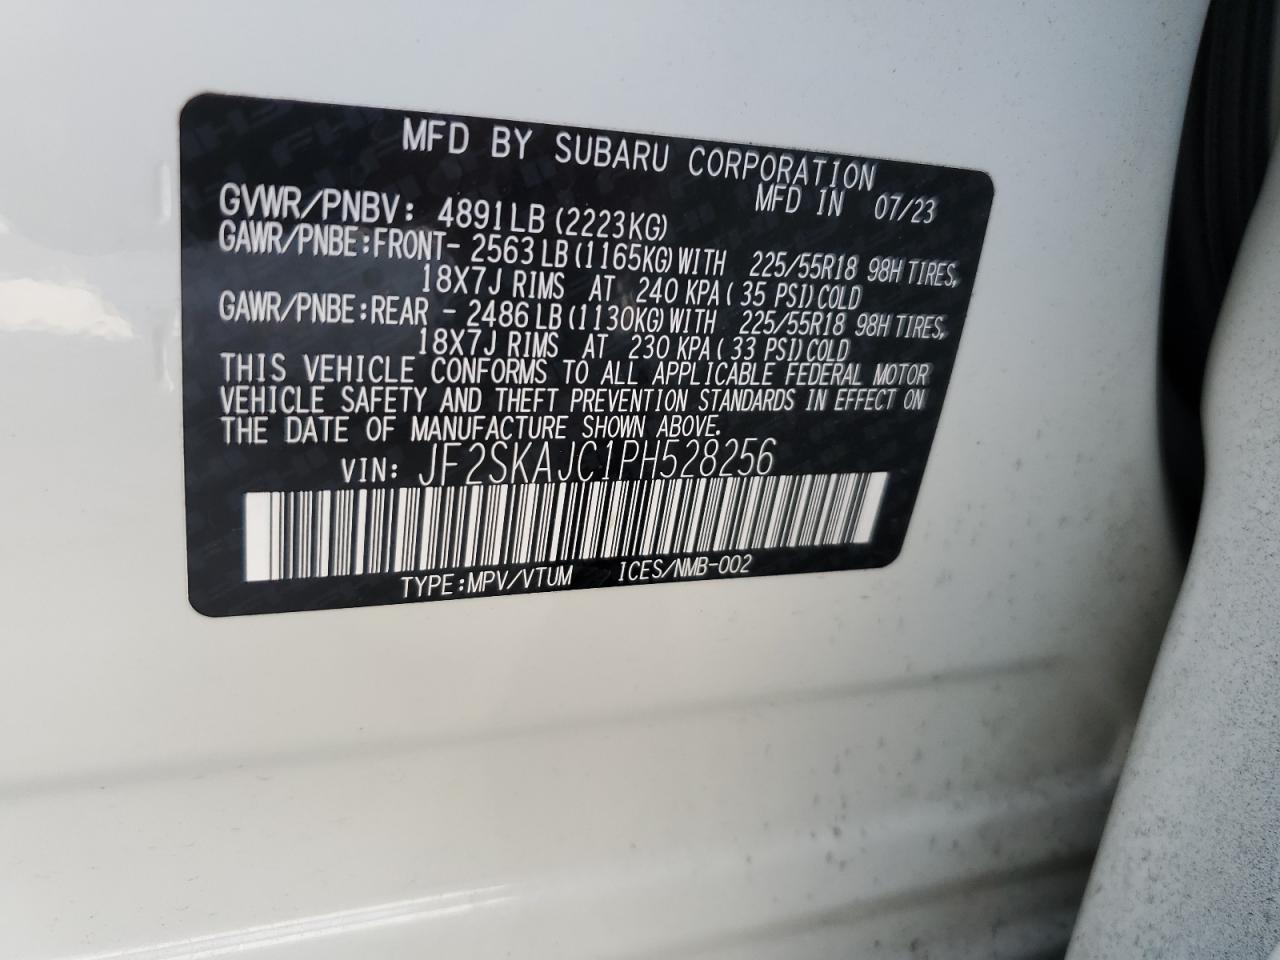 MFD BY SUBARU CORPORATION
MFD IN 07/23
GVWR/PNBV: 4891LB (2223KG)
GAWR/PNBE:FRONT- 2563LB(1165KG)WITH 225/55R18 98H TIRES,
18X7J RIMS AT 240 KPA( 35 PSI)COLD
GAWR/PNBE:REAR - 2486LB(1130KG)WITH 225/55R18 98H TIRES,
18X7J RIMS AT 230 KPA( 33 PSI)COLD
THIS VEHICLE CONFORMS TO ALL APPLICABLE FEDERAL MOTOR
VEHICLE SAFETY AND THEFT PREVENTION STANDARDS IN EFFECT ON
THE DATE OF MANUFACTURE SHOWN ABOVE.
VIN: JF2SKAJC1PH528256
TYPE:MPV/VTUM ICES/NMB-002